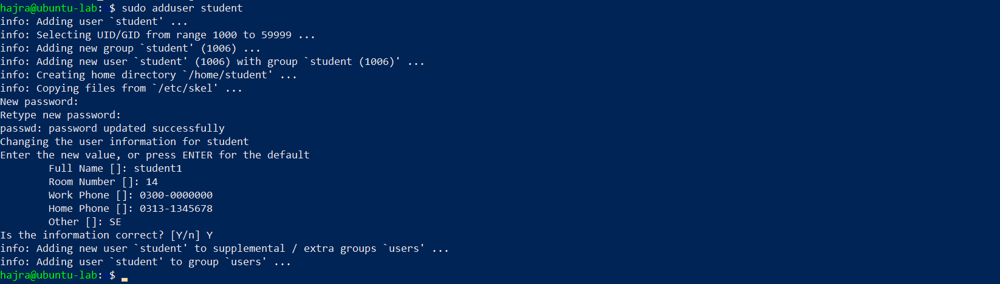 hajra@ubuntu-lab:~$ sudo adduser student
info: Adding user `student' ...
info: Selecting UID/GID from range 1000 to 59999 ...
info: Adding new group `student' (1006) ...
info: Adding new user `student' (1006) with group `student (1006)' ...
info: Creating home directory `/home/student' ...
info: Copying files from `/etc/skel' ...
New password:
Retype new password:
passwd: password updated successfully
Changing the user information for student
Enter the new value, or press ENTER for the default
        Full Name []: student1
        Room Number []: 14
        Work Phone []: 0300-0000000
        Home Phone []: 0313-1345678
        Other []: SE
Is the information correct? [Y/n] Y
info: Adding new user `student' to supplemental / extra groups `users' ...
info: Adding user `student' to group `users' ...
hajra@ubuntu-lab:~$